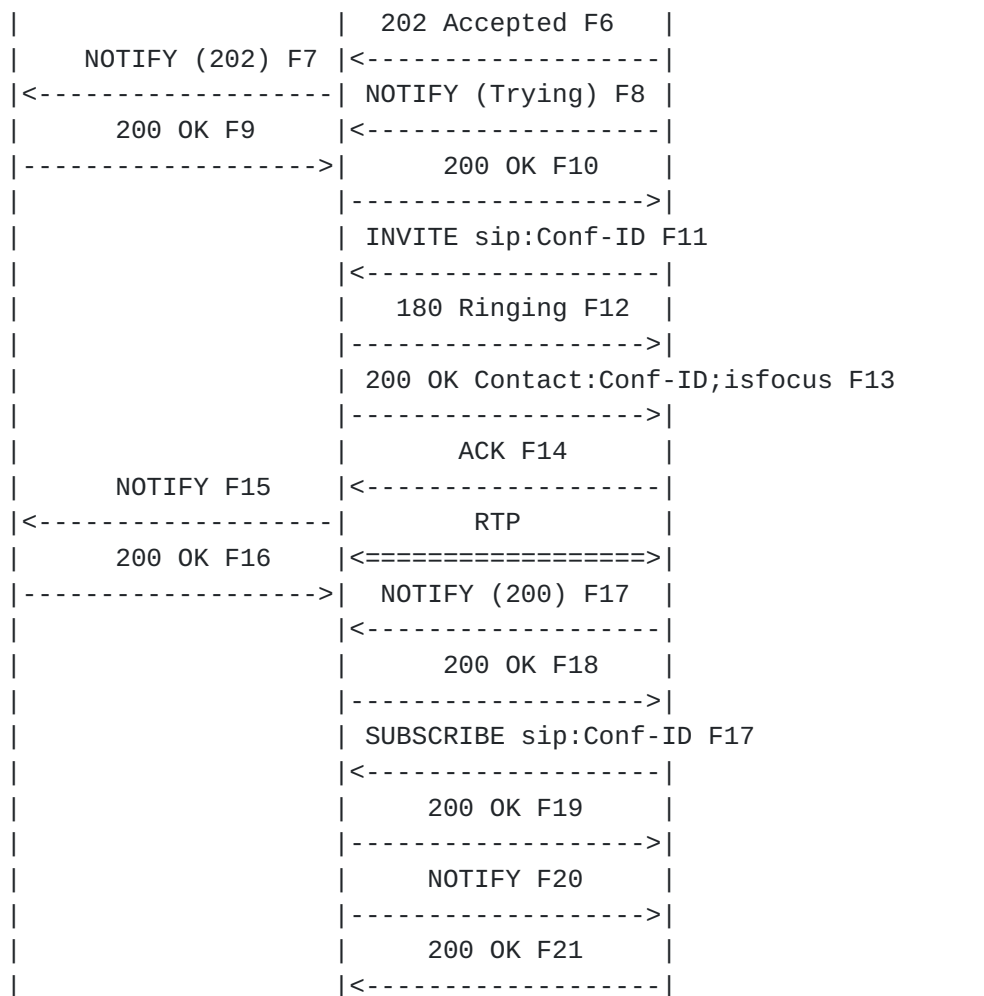 |                    |  202 Accepted F6   |
|    NOTIFY (202) F7 |<-------------------|
|<-------------------| NOTIFY (Trying) F8 |
|      200 OK F9     |<-------------------|
|------------------->|      200 OK F10    |
|                    |------------------->|
|                    | INVITE sip:Conf-ID F11
|                    |<-------------------|
|                    |   180 Ringing F12  |
|                    |------------------->|
|                    | 200 OK Contact:Conf-ID;isfocus F13
|                    |------------------->|
|                    |       ACK F14      |
|      NOTIFY F15    |<-------------------|
|<-------------------|        RTP         |
|      200 OK F16    |<==================>|
|------------------->|  NOTIFY (200) F17  |
|                    |<-------------------|
|                    |      200 OK F18    |
|                    |------------------->|
|                    | SUBSCRIBE sip:Conf-ID F17
|                    |<-------------------|
|                    |     200 OK F19     |
|                    |------------------->|
|                    |     NOTIFY F20     |
|                    |------------------->|
|                    |     200 OK F21     |
|                    |<-------------------|